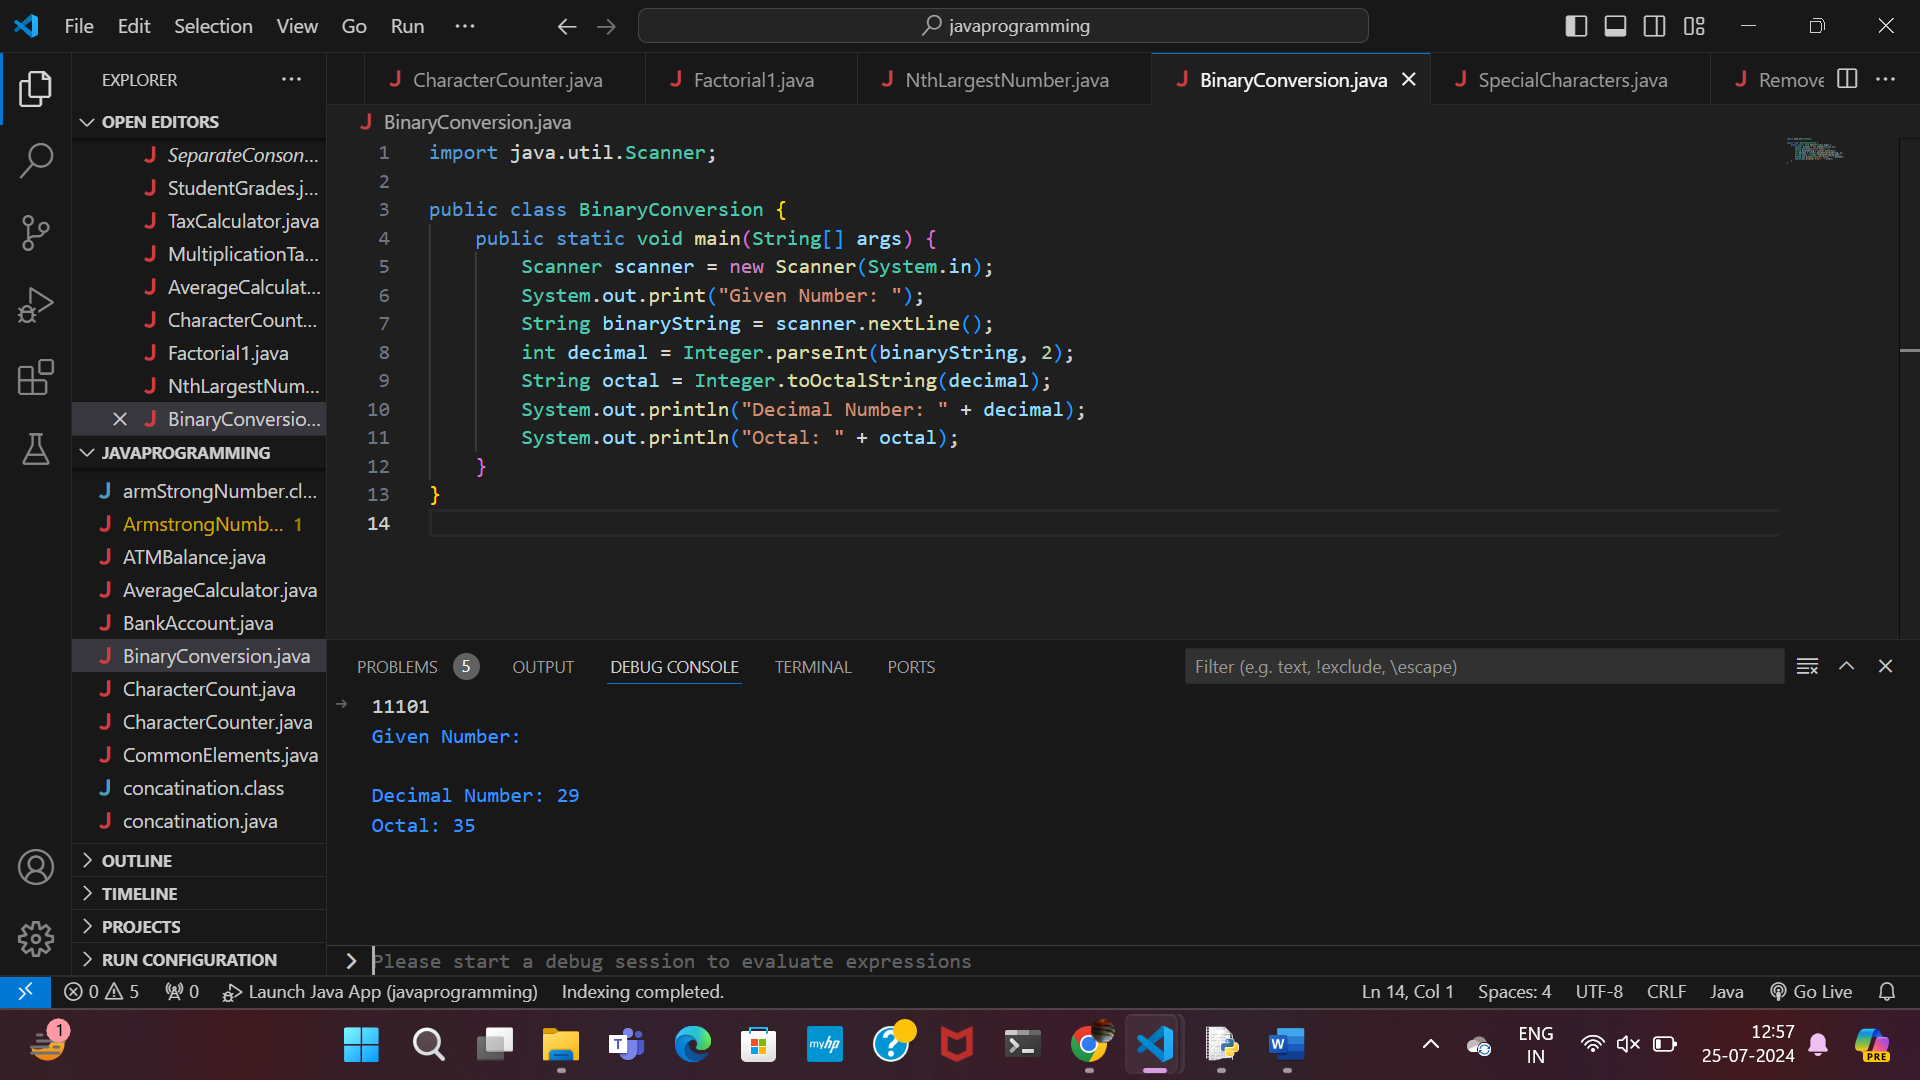 File Edit Selection View Go Run ··· javaprogramming
EXPLORER ···
OPEN EDITORS
SeparateConson...
StudentGrades.j...
TaxCalculator.java
MultiplicationTa...
AverageCalculat...
CharacterCount...
Factorial1.java
NthLargestNum...
BinaryConversio...
JAVAPROGRAMMING
armStrongNumber.cl...
ArmstrongNumb... 1
ATMBalance.java
AverageCalculator.java
BankAccount.java
BinaryConversion.java
CharacterCount.java
CharacterCounter.java
CommonElements.java
concatination.class
concatination.java
OUTLINE
TIMELINE
PROJECTS
RUN CONFIGURATION
CharacterCounter.java Factorial1.java NthLargestNumber.java BinaryConversion.java SpecialCharacters.java Remove ···
BinaryConversion.java
1 import java.util.Scanner;
2
3 public class BinaryConversion {
4 public static void main(String[] args) {
5 Scanner scanner = new Scanner(System.in);
6 System.out.print("Given Number: ");
7 String binaryString = scanner.nextLine();
8 int decimal = Integer.parseInt(binaryString, 2);
9 String octal = Integer.toOctalString(decimal);
10 System.out.println("Decimal Number: " + decimal);
11 System.out.println("Octal: " + octal);
12 }
13 }
14
PROBLEMS 5 OUTPUT DEBUG CONSOLE TERMINAL PORTS Filter (e.g. text, !exclude, \escape)
11101
Given Number:
Decimal Number: 29
Octal: 35
Please start a debug session to evaluate expressions
0 5 0 Launch Java App (javaprogramming) Indexing completed. Ln 14, Col 1 Spaces: 4 UTF-8 CRLF Java Go Live
1 myhp ENG 12:57
IN 25-07-2024 PRE